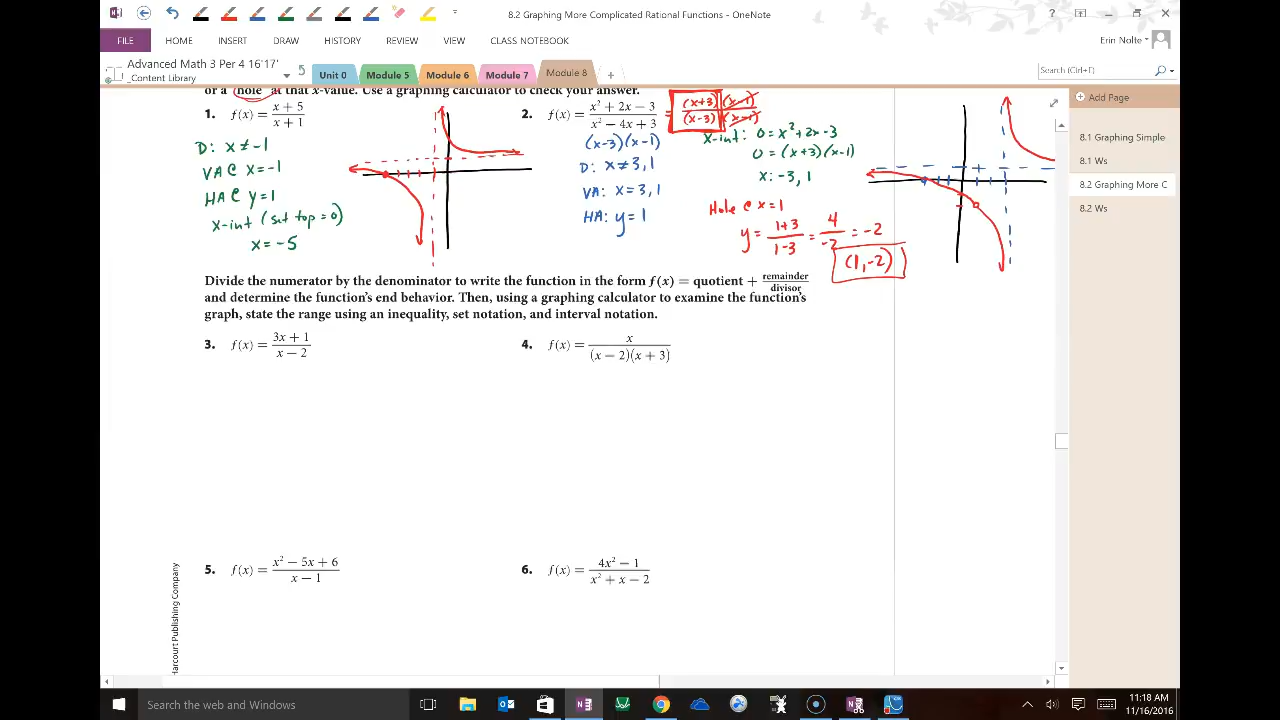 8.2 Graphing More Complicated Rational Functions - OneNote
FILE HOME INSERT DRAW HISTORY REVIEW VIEW CLASS NOTEBOOK
Erin Nolte
Advanced Math 3 Per 4 16'17'
_Content Library
Unit 0 Module 5 Module 6 Module 7 Module 8 +
Search (Ctrl+E)
Add Page
8.1 Graphing Simple
8.1 Ws
8.2 Graphing More C
8.2 Ws
or a hole at that x-value. Use a graphing calculator to check your answer.
1. f(x) = (x + 5)/(x + 1)
D: x ≠ -1
VA @ x = -1
HA @ y = 1
x-int (set top = 0)
x = -5
2. f(x) = (x² + 2x − 3)/(x² − 4x + 3) = (x+3)(x-1)/(x-3)(x-1)
(x-3)(x-1)
D: x ≠ 3, 1
VA: x = 3, 1
HA: y = 1
x-int: 0 = x² + 2x - 3
0 = (x+3)(x-1)
x: -3, 1
Hole @ x = 1
y = (1+3)/(1-3) = 4/-2 = -2
(1, -2)
Divide the numerator by the denominator to write the function in the form f(x) = quotient + remainder/divisor
and determine the function's end behavior. Then, using a graphing calculator to examine the function's
graph, state the range using an inequality, set notation, and interval notation.
3. f(x) = (3x + 1)/(x − 2)
4. f(x) = x/((x − 2)(x + 3))
5. f(x) = (x² − 5x + 6)/(x − 1)
6. f(x) = (4x² − 1)/(x² + x − 2)
Harcourt Publishing Company
Search the web and Windows
11:18 AM
11/16/2016